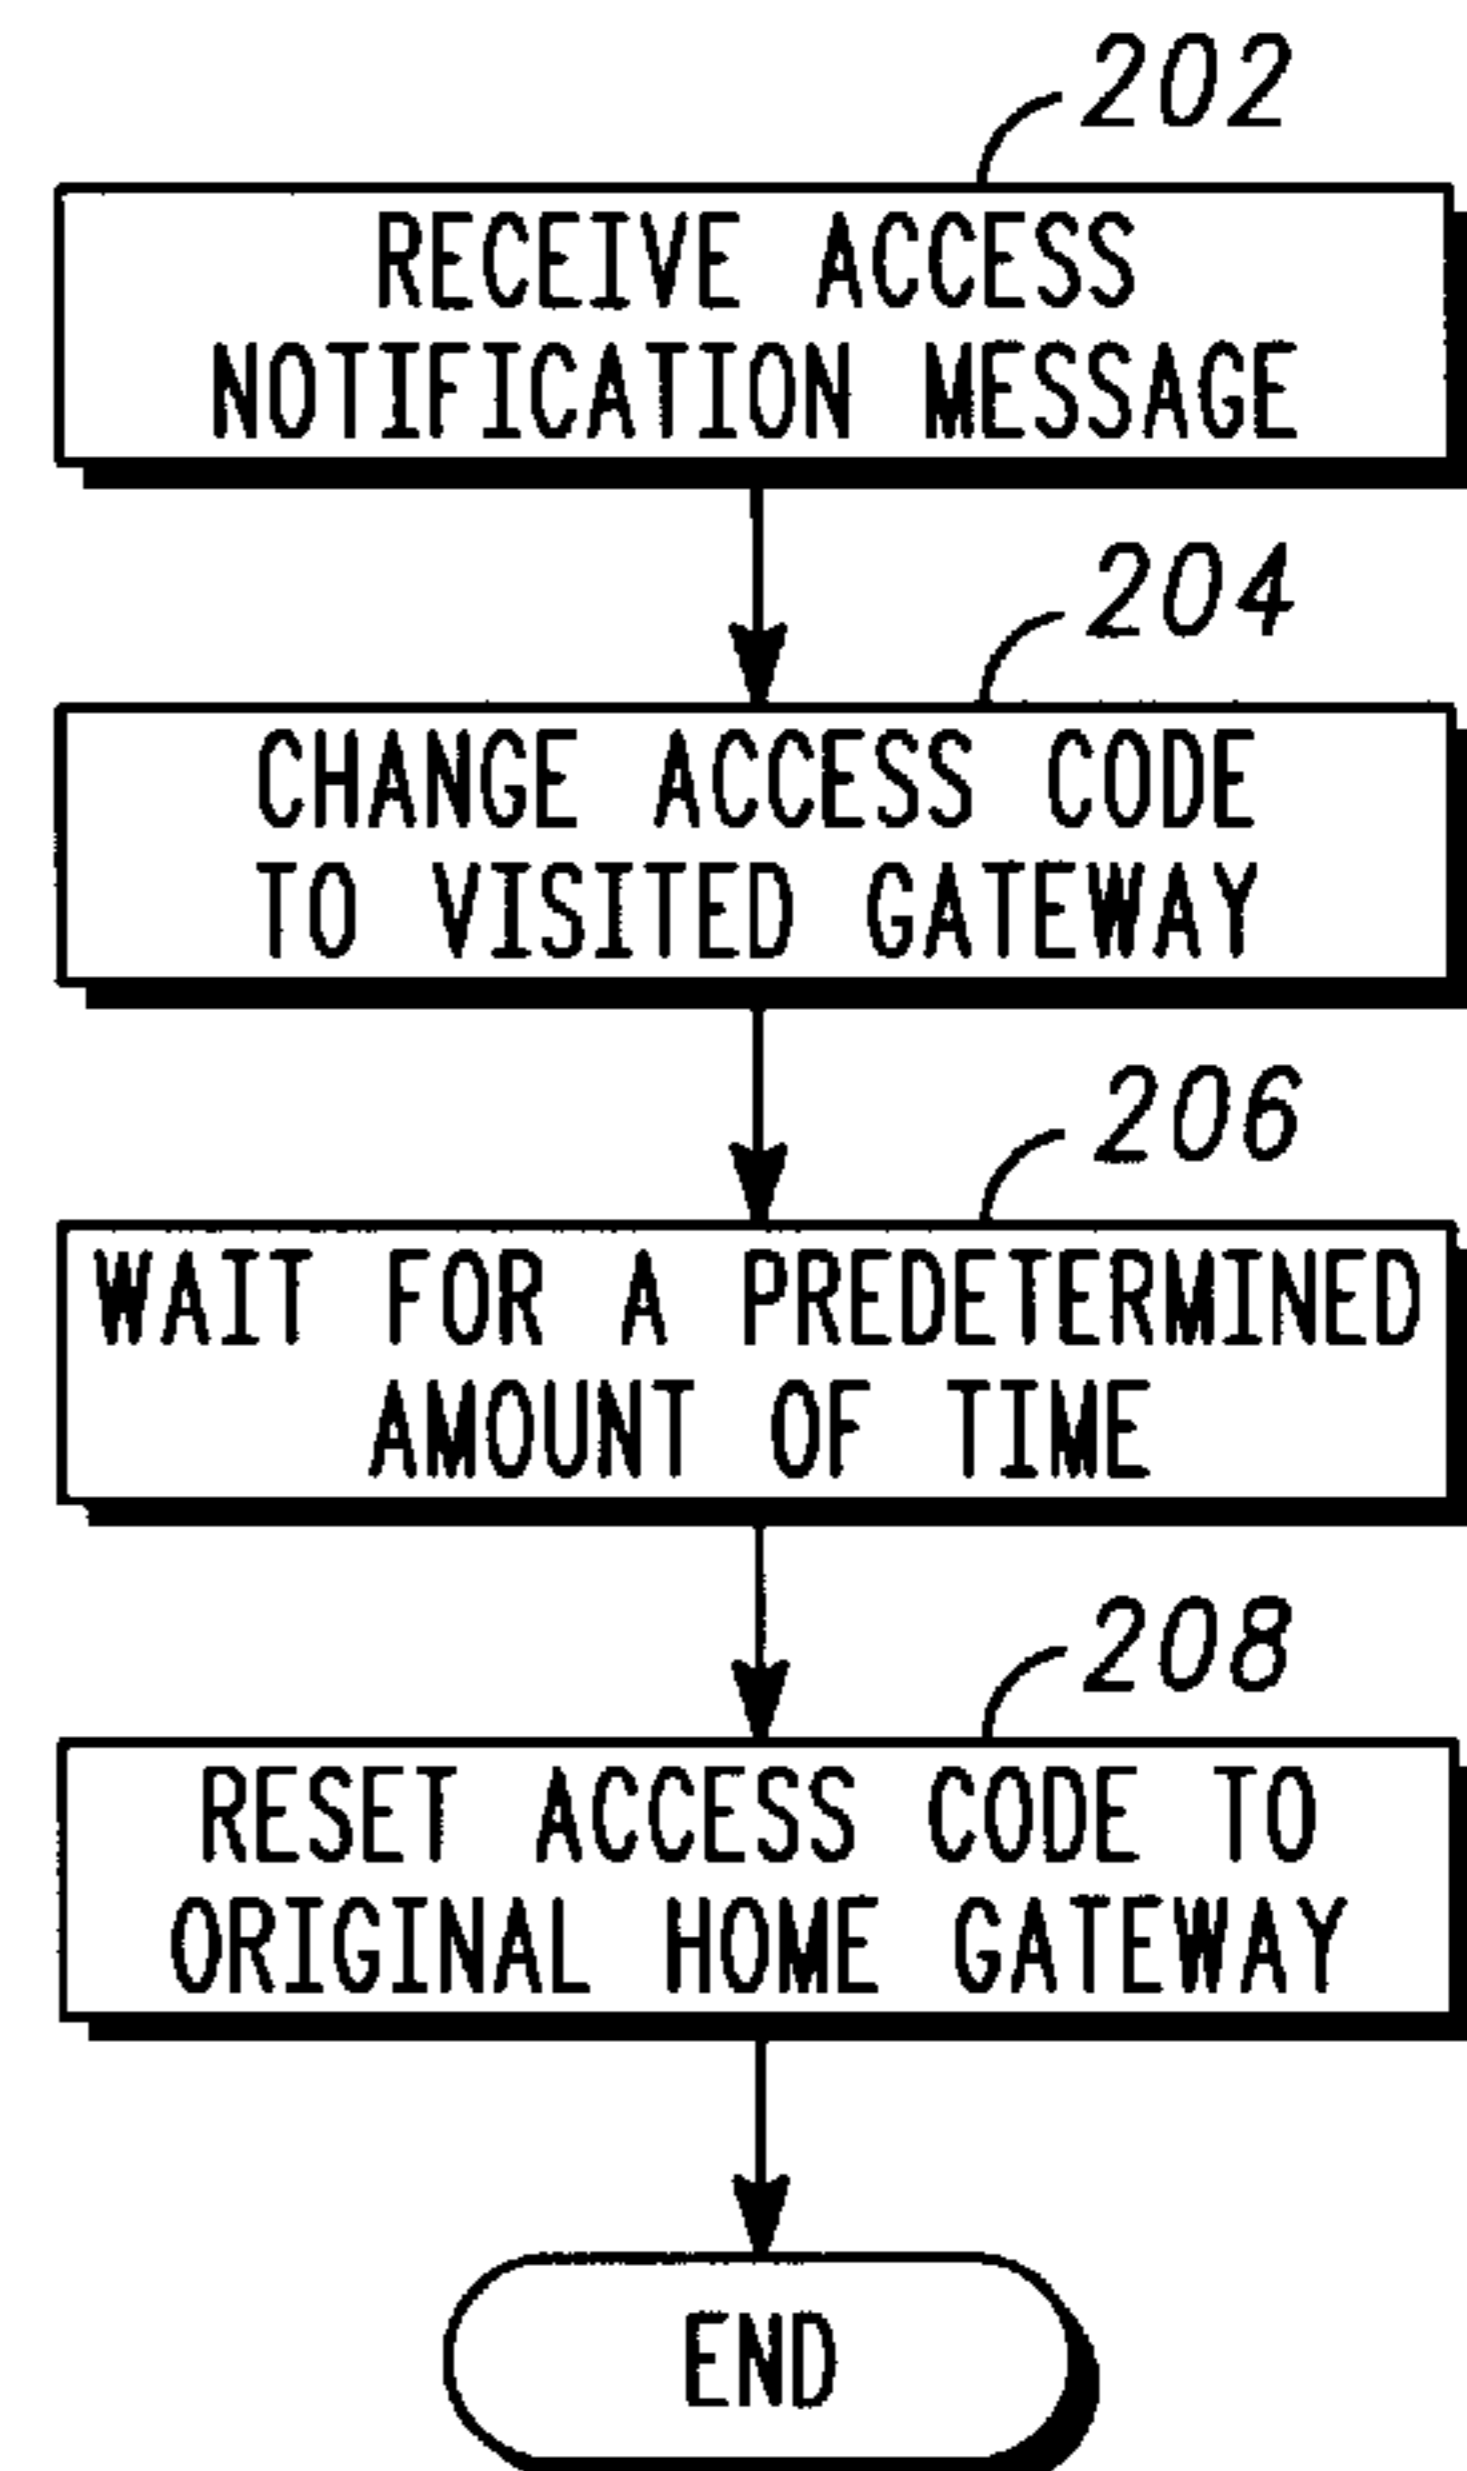 202
RECEIVE ACCESS
NOTIFICATION MESSAGE
204
CHANGE ACCESS CODE
TO VISITED GATEWAY
206
WAIT FOR A PREDETERMINED
AMOUNT OF TIME
208
RESET ACCESS CODE TO
ORIGINAL HOME GATEWAY
END